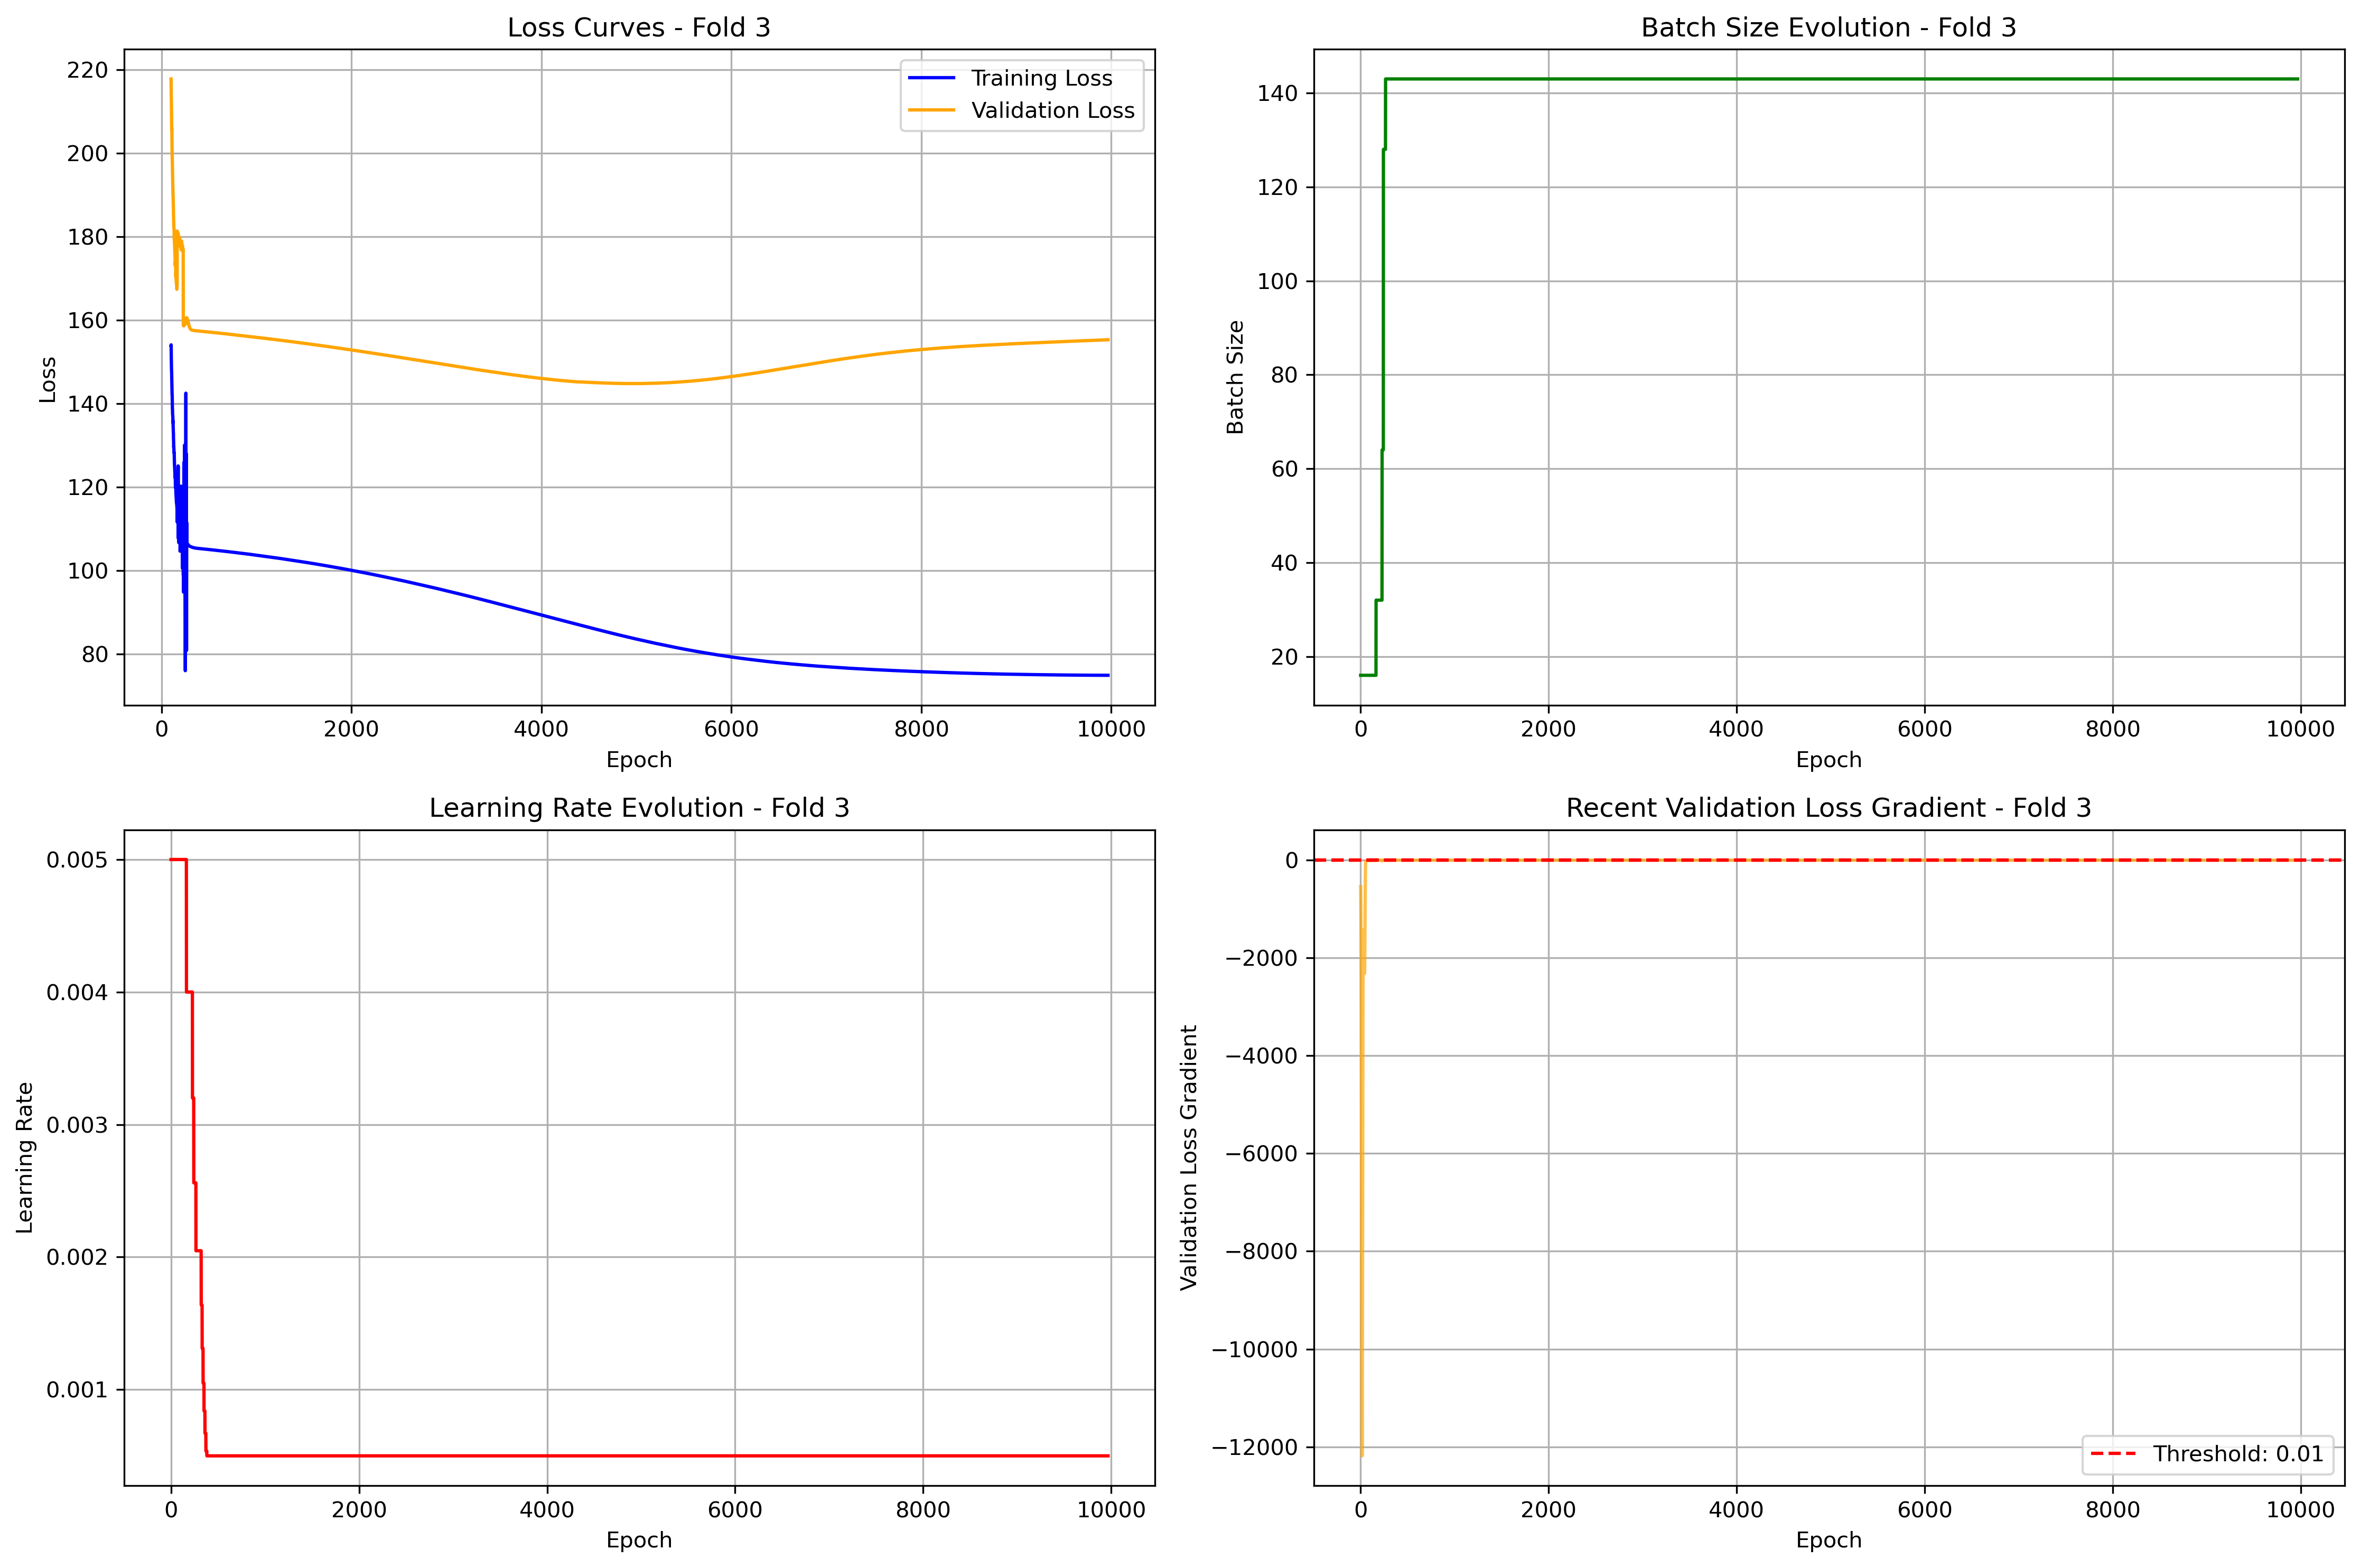 Loss Curves - Fold 3
220
200
180
160
140
120
100
80
Loss
Training Loss
Validation Loss
0 2000 4000 6000 8000 10000
Epoch
Batch Size Evolution - Fold 3
140
120
100
80
60
40
20
Batch Size
0 2000 4000 6000 8000 10000
Epoch
Learning Rate Evolution - Fold 3
0.005
0.004
0.003
0.002
0.001
Learning Rate
0 2000 4000 6000 8000 10000
Epoch
Recent Validation Loss Gradient - Fold 3
0
−2000
−4000
−6000
−8000
−10000
−12000
Validation Loss Gradient
Threshold: 0.01
0 2000 4000 6000 8000 10000
Epoch